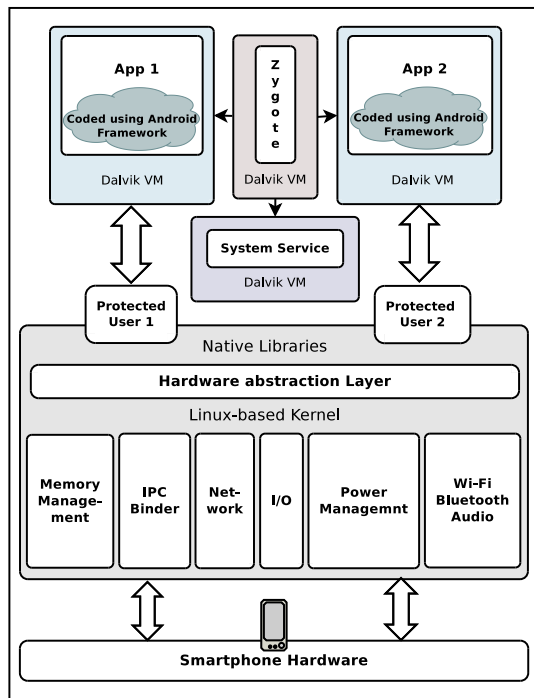 App 1
Coded using Android
Framework
Dalvik VM
Zygote
Dalvik VM
App 2
Coded using Android
Framework
Dalvik VM
System Service
Dalvik VM
Protected
User 1
Protected
User 2
Native Libraries
Hardware abstraction Layer
Linux-based Kernel
Memory
Manage-
ment
IPC
Binder
Net-
work
I/O
Power
Managemnt
Wi-Fi
Bluetooth
Audio
Smartphone Hardware